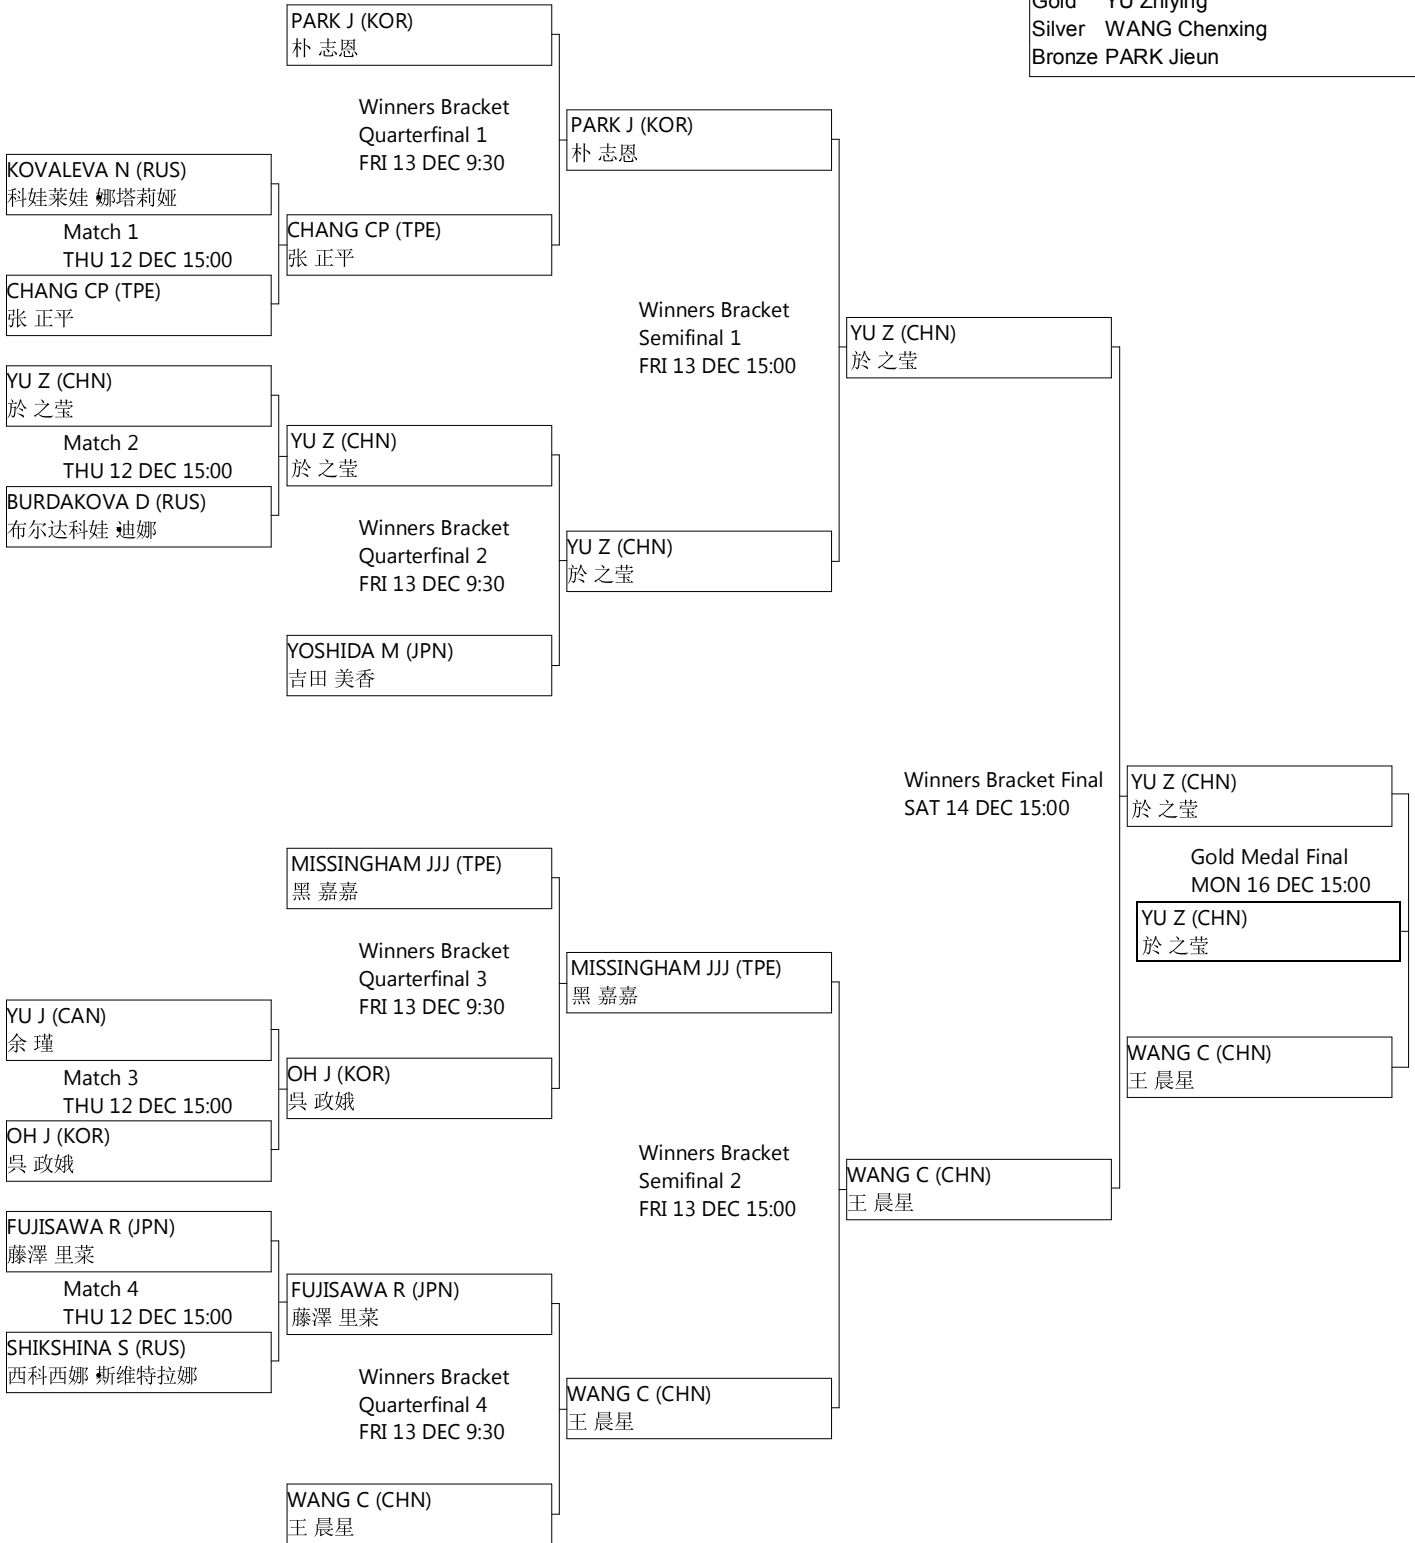 Gold YU Zhiying
Silver WANG Chenxing
Bronze PARK Jieun
PARK J (KOR)
朴 志恩
Winners Bracket
Quarterfinal 1
FRI 13 DEC 9:30
PARK J (KOR)
朴 志恩
KOVALEVA N (RUS)
科娃莱娃•娜塔莉娅
Match 1
THU 12 DEC 15:00
CHANG CP (TPE)
张 正平
CHANG CP (TPE)
张 正平
Winners Bracket
Semifinal 1
FRI 13 DEC 15:00
YU Z (CHN)
於 之莹
YU Z (CHN)
於 之莹
Match 2
THU 12 DEC 15:00
YU Z (CHN)
於 之莹
BURDAKOVA D (RUS)
布尔达科娃•迪娜
Winners Bracket
Quarterfinal 2
FRI 13 DEC 9:30
YU Z (CHN)
於 之莹
YOSHIDA M (JPN)
吉田 美香
Winners Bracket Final
SAT 14 DEC 15:00
YU Z (CHN)
於 之莹
Gold Medal Final
MON 16 DEC 15:00
YU Z (CHN)
於 之莹
WANG C (CHN)
王 晨星
MISSINGHAM JJJ (TPE)
黑 嘉嘉
Winners Bracket
Quarterfinal 3
FRI 13 DEC 9:30
MISSINGHAM JJJ (TPE)
黑 嘉嘉
YU J (CAN)
余 瑾
Match 3
THU 12 DEC 15:00
OH J (KOR)
呉 政娥
OH J (KOR)
呉 政娥
Winners Bracket
Semifinal 2
FRI 13 DEC 15:00
WANG C (CHN)
王 晨星
FUJISAWA R (JPN)
藤澤 里菜
Match 4
THU 12 DEC 15:00
FUJISAWA R (JPN)
藤澤 里菜
SHIKSHINA S (RUS)
西科西娜•斯维特拉娜
Winners Bracket
Quarterfinal 4
FRI 13 DEC 9:30
WANG C (CHN)
王 晨星
WANG C (CHN)
王 晨星